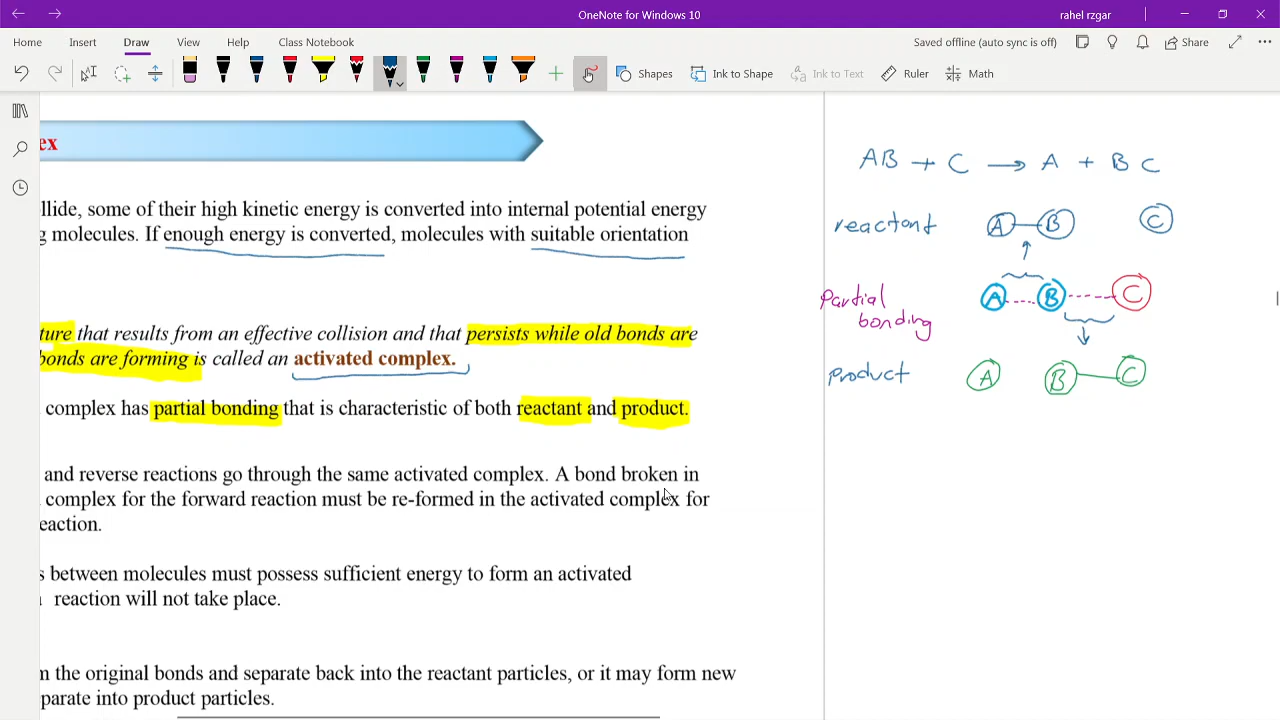 OneNote for Windows 10
rahel rzgar
Home Insert Draw View Help Class Notebook
Saved offline (auto sync is off) Share
Shapes Ink to Shape Ink to Text Ruler Math
ex
llide, some of their high kinetic energy is converted into internal potential energy
g molecules. If enough energy is converted, molecules with suitable orientation
ture that results from an effective collision and that persists while old bonds are
bonds are forming is called an activated complex.
complex has partial bonding that is characteristic of both reactant and product.
and reverse reactions go through the same activated complex. A bond broken in
complex for the forward reaction must be re-formed in the activated complex for
eaction.
s between molecules must possess sufficient energy to form an activated
reaction will not take place.
m the original bonds and separate back into the reactant particles, or it may form new
parate into product particles.
AB + C → A + B C
reactant A B C
Partial A B C
bonding
Product A B C